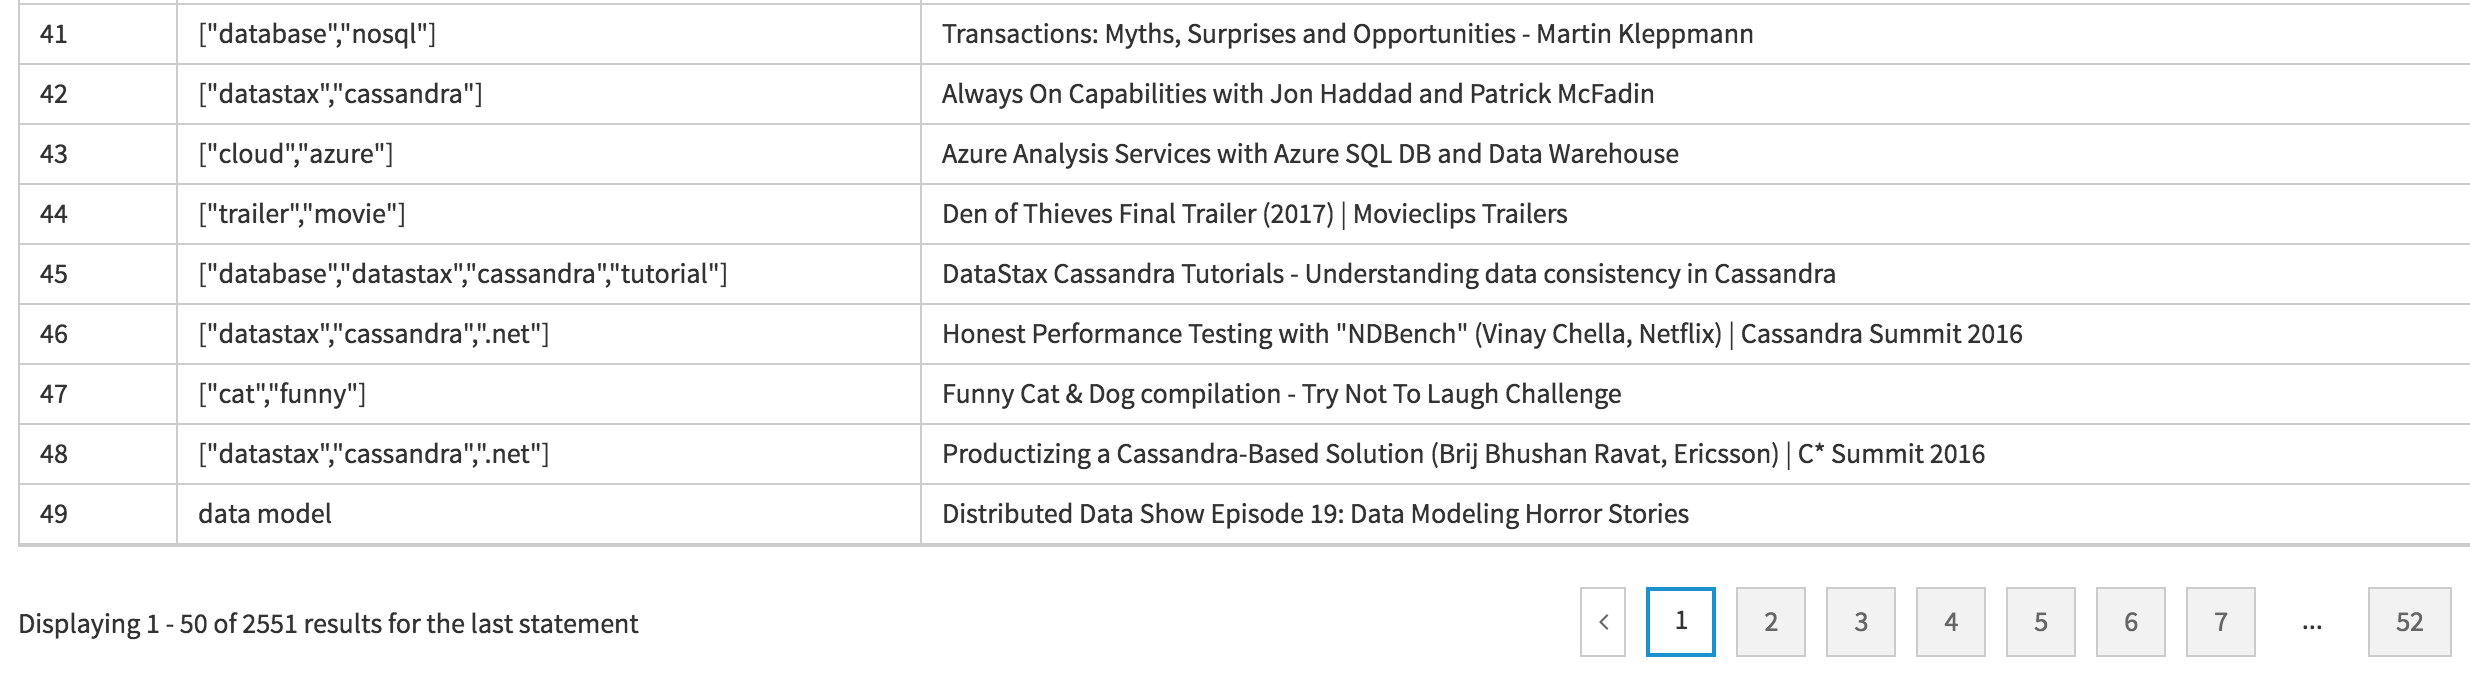 41 ["database","nosql"] Transactions: Myths, Surprises and Opportunities - Martin Kleppmann
42 ["datastax","cassandra"] Always On Capabilities with Jon Haddad and Patrick McFadin
43 ["cloud","azure"] Azure Analysis Services with Azure SQL DB and Data Warehouse
44 ["trailer","movie"] Den of Thieves Final Trailer (2017) | Movieclips Trailers
45 ["database","datastax","cassandra","tutorial"] DataStax Cassandra Tutorials - Understanding data consistency in Cassandra
46 ["datastax","cassandra",".net"] Honest Performance Testing with "NDBench" (Vinay Chella, Netflix) | Cassandra Summit 2016
47 ["cat","funny"] Funny Cat & Dog compilation - Try Not To Laugh Challenge
48 ["datastax","cassandra",".net"] Productizing a Cassandra-Based Solution (Brij Bhushan Ravat, Ericsson) | C* Summit 2016
49 data model Distributed Data Show Episode 19: Data Modeling Horror Stories
Displaying 1 - 50 of 2551 results for the last statement < 1 2 3 4 5 6 7 ... 52